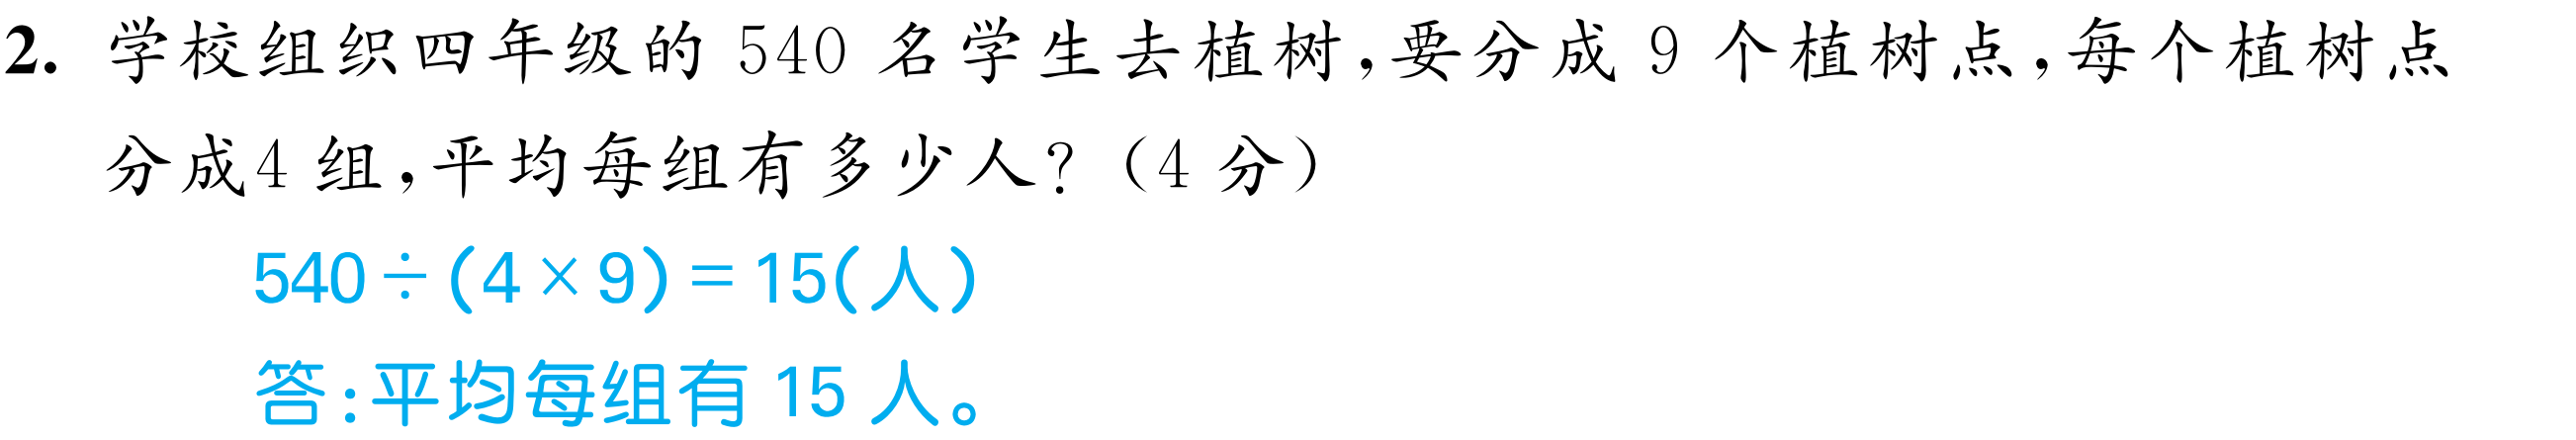 2. 学校组织四年级的 540 名学生去植树,要分成 9 个植树点,每个植树点
分成4 组,平均每组有多少人?(4 分)
540÷(4×9)=15(人)
答:平均每组有 15 人。